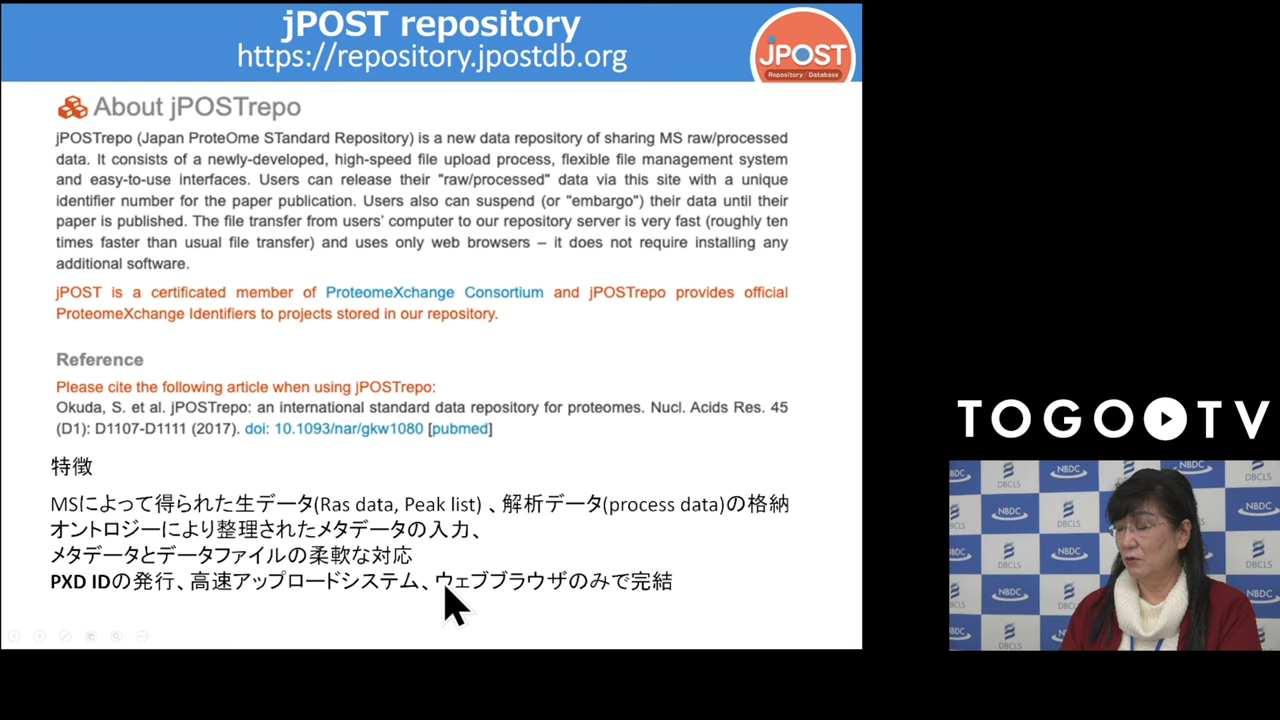 jPOST repository
https://repository.jpostdb.org
jPOST
Repository/Database
About jPOSTrepo
jPOSTrepo (Japan ProteOme STandard Repository) is a new data repository of sharing MS raw/processed
data. It consists of a newly-developed, high-speed file upload process, flexible file management system
and easy-to-use interfaces. Users can release their "raw/processed" data via this site with a unique
identifier number for the paper publication. Users also can suspend (or "embargo") their data until their
paper is published. The file transfer from users' computer to our repository server is very fast (roughly ten
times faster than usual file transfer) and uses only web browsers – it does not require installing any
additional software.
jPOST is a certificated member of ProteomeXchange Consortium and jPOSTrepo provides official
ProteomeXchange Identifiers to projects stored in our repository.
Reference
Please cite the following article when using jPOSTrepo:
Okuda, S. et al. jPOSTrepo: an international standard data repository for proteomes. Nucl. Acids Res. 45
(D1): D1107-D1111 (2017). doi: 10.1093/nar/gkw1080 [pubmed]
特徴
MSによって得られた生データ(Ras data, Peak list) 、解析データ(process data)の格納
オントロジーにより整理されたメタデータの入力、
メタデータとデータファイルの柔軟な対応
PXD IDの発行、高速アップロードシステム、ウェブブラウザのみで完結
TOGO TV
NBDC
DBCLS